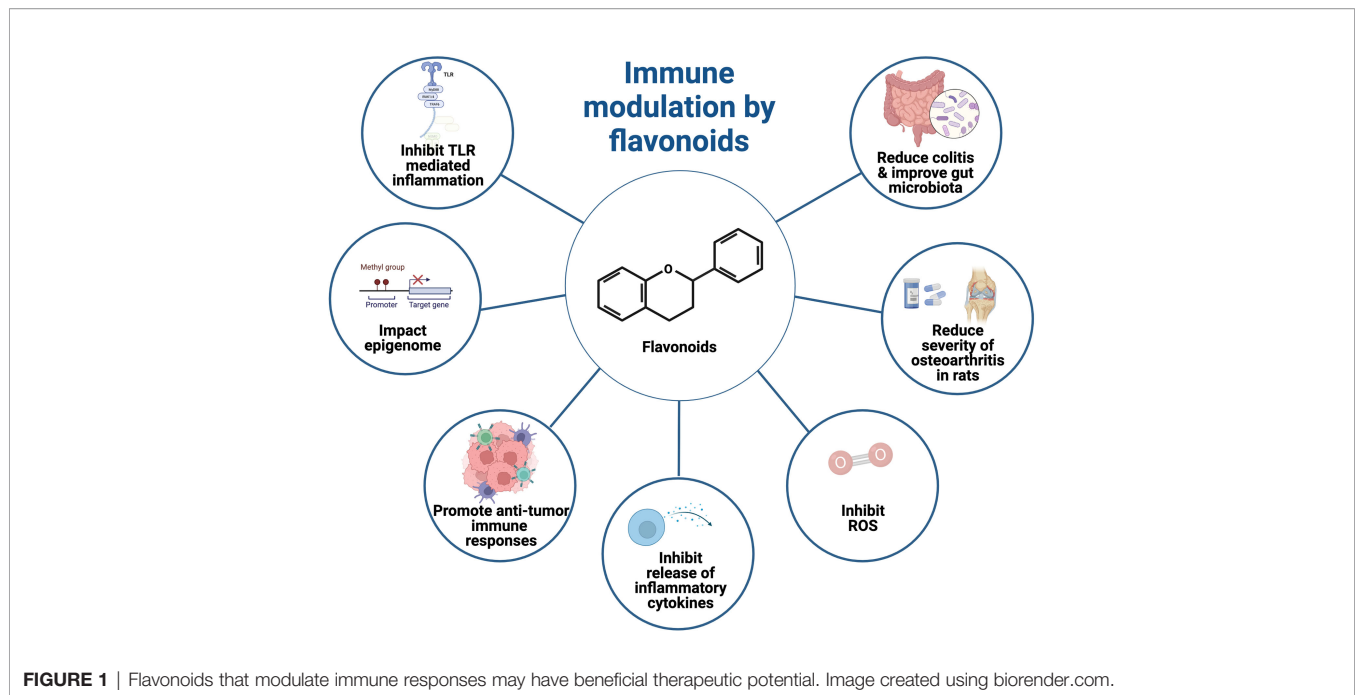 Immune
modulation by
flavonoids
TLR
MyD88
TRAF6
Inhibit TLR
mediated
inflammation
Reduce colitis
& improve gut
microbiota
Methyl group
Promoter
Target gene
Impact
epigenome
O
Flavonoids
Reduce
severity of
osteoarthritis
in rats
Promote anti-tumor
immune
responses
Inhibit
release of
inflammatory
cytokines
O O
Inhibit
ROS
FIGURE 1 | Flavonoids that modulate immune responses may have beneficial therapeutic potential. Image created using biorender.com.